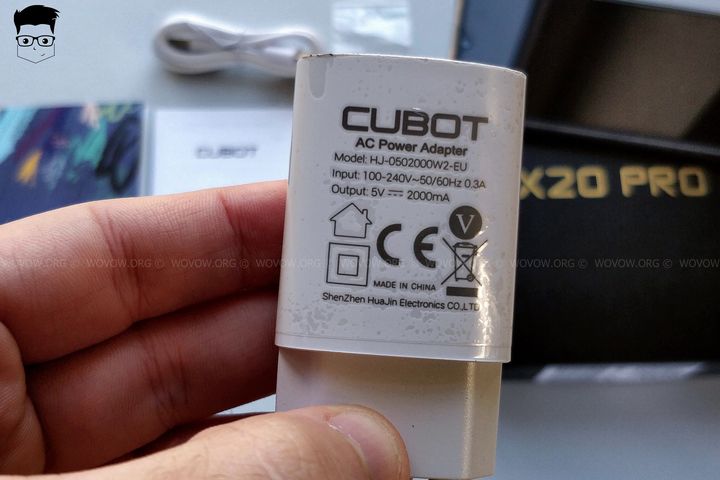 CUBOT
AC Power Adapter
Model: HJ-0502000W2-EU
Input: 100-240V~50/60Hz 0.3A
Output: 5V⎓2000mA
V
CE
MADE IN CHINA
ShenZhen HuaJin Electronics CO.,LTD
CUBOT
X20 PRO
WOVOW.ORG © WOVOW.ORG © WOVOW.ORG © WOVOW.ORG © WOVOW.ORG © WOVOW.ORG ©